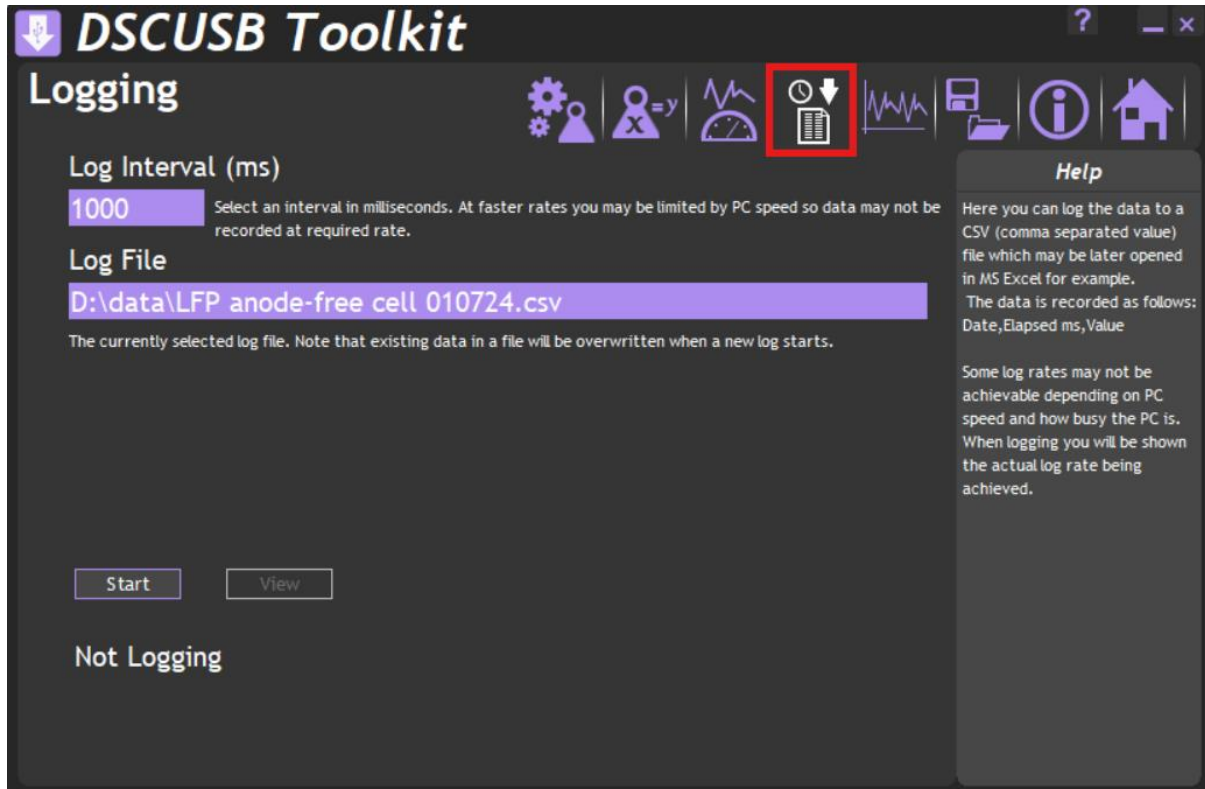 DSCUSB Toolkit
?
Logging
X=y
Log Interval (ms)
1000
Select an interval in milliseconds. At faster rates you may be limited by PC speed so data may not be
recorded at required rate.
Log File
D:\data\LFP anode-free cell 010724.csv
The currently selected log file. Note that existing data in a file will be overwritten when a new log starts.
Start
View
Not Logging
Help
Here you can log the data to a
CSV (comma separated value)
file which may be later opened
in MS Excel for example.
The data is recorded as follows:
Date,Elapsed ms,Value
Some log rates may not be
achievable depending on PC
speed and how busy the PC is.
When logging you will be shown
the actual log rate being
achieved.